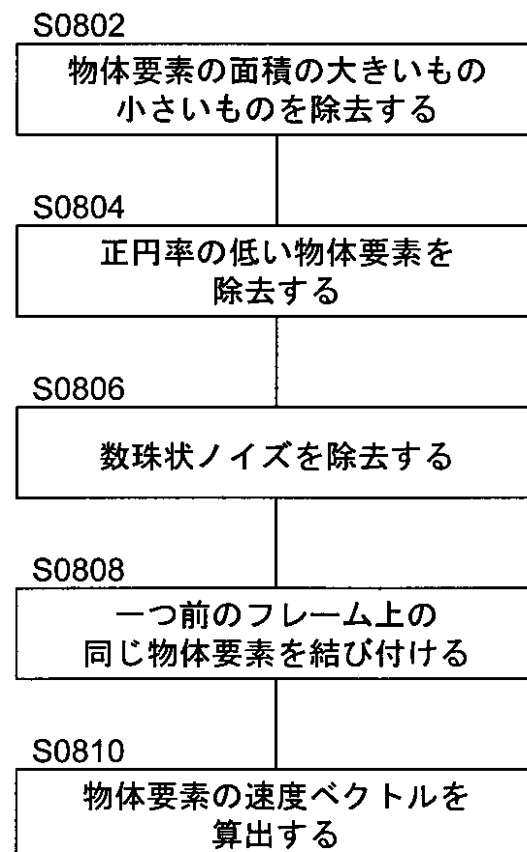 S0802
物体要素の面積の大きいもの
小さいものを除去する
S0804
正円率の低い物体要素を
除去する
S0806
数珠状ノイズを除去する
S0808
一つ前のフレーム上の
同じ物体要素を結び付ける
S0810
物体要素の速度ベクトルを
算出する